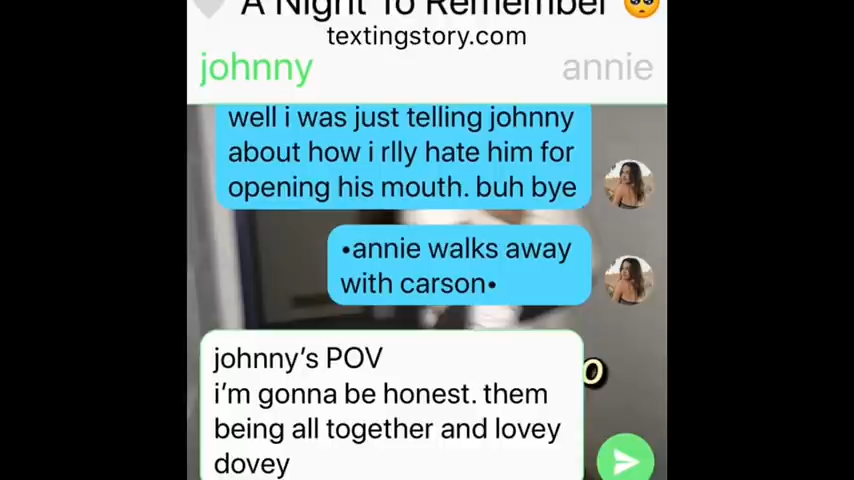 A Night To Remember 🥺
textingstory.com
johnny
annie
well i was just telling johnny
about how i rlly hate him for
opening his mouth. buh bye
•annie walks away
with carson•
johnny's POV
i'm gonna be honest. them
being all together and lovey
dovey
o